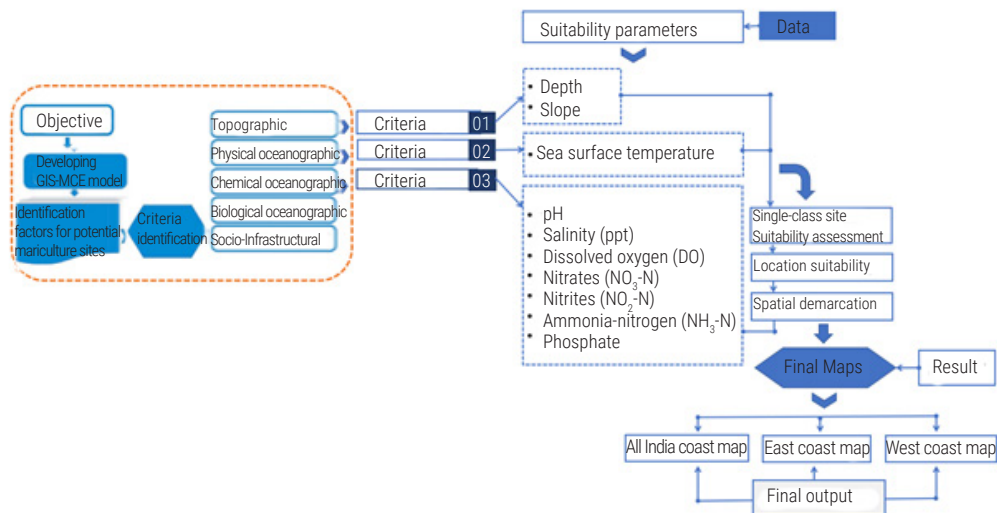 Suitability parameters
Data
Objective
Developing
GIS-MCE model
Identification
factors for potential
mariculture sites
Criteria
identification
Topographic
Physical oceanographic
Chemical oceanographic
Biological oceanographic
Socio-Infrastructural
Criteria 01
Criteria 02
Criteria 03
• Depth
• Slope
• Sea surface temperature
• pH
• Salinity (ppt)
• Dissolved oxygen (DO)
• Nitrates (NO₃-N)
• Nitrites (NO₂-N)
• Ammonia-nitrogen (NH₃-N)
• Phosphate
Single-class site
Suitability assessment
Location suitability
Spatial demarcation
Final Maps
Result
All India coast map
East coast map
West coast map
Final output